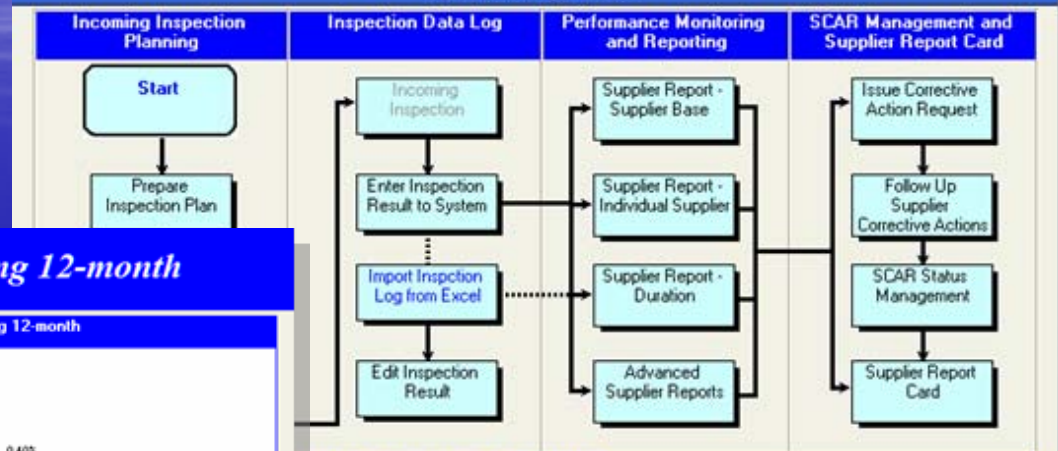 Incoming Inspection
Planning
Inspection Data Log
Performance Monitoring
and Reporting
SCAR Management and
Supplier Report Card
Start
Prepare
Inspection Plan
Incoming
Inspection
Enter Inspection
Result to System
Import Inspction
Log from Excel
Edit Inspection
Result
Supplier Report -
Supplier Base
Supplier Report -
Individual Supplier
Supplier Report -
Duration
Advanced
Supplier Reports
Issue Corrective
Action Request
Follow Up
Supplier
Corrective Actions
SCAR Status
Management
Supplier Report
Card
12-month
12-month